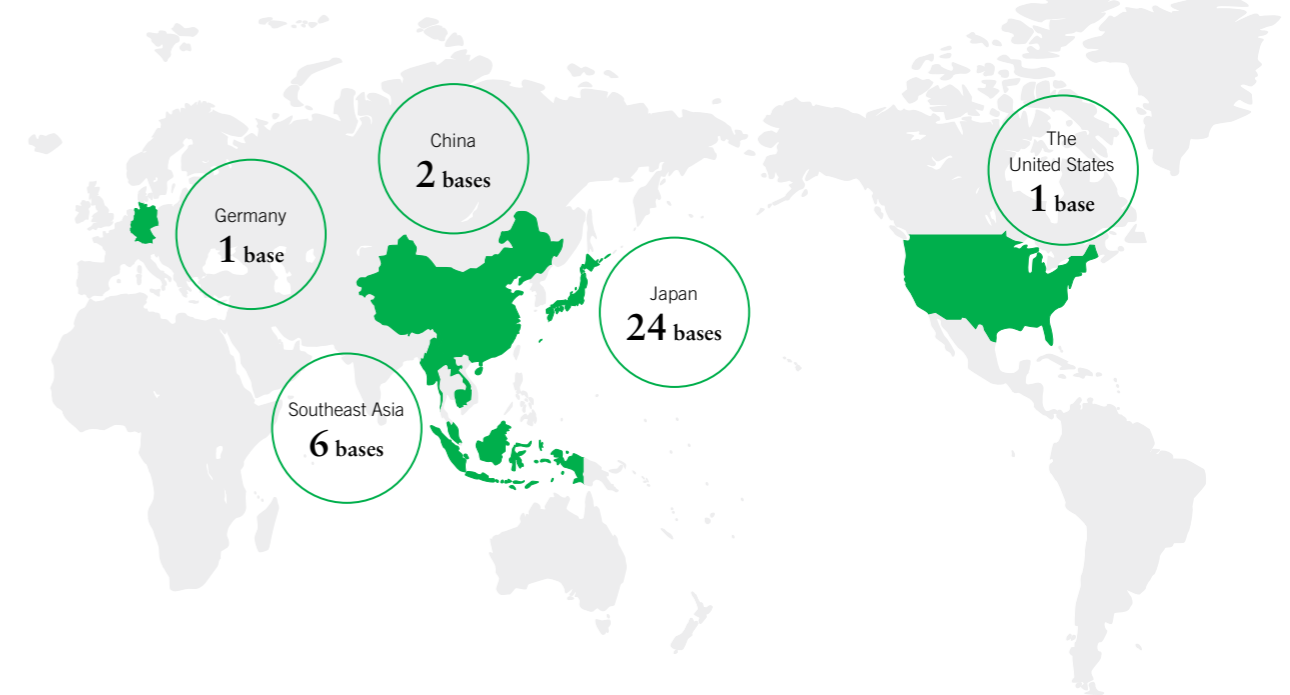 China
2 bases
Germany
1 base
The
United States
1 base
Japan
24 bases
Southeast Asia
6 bases